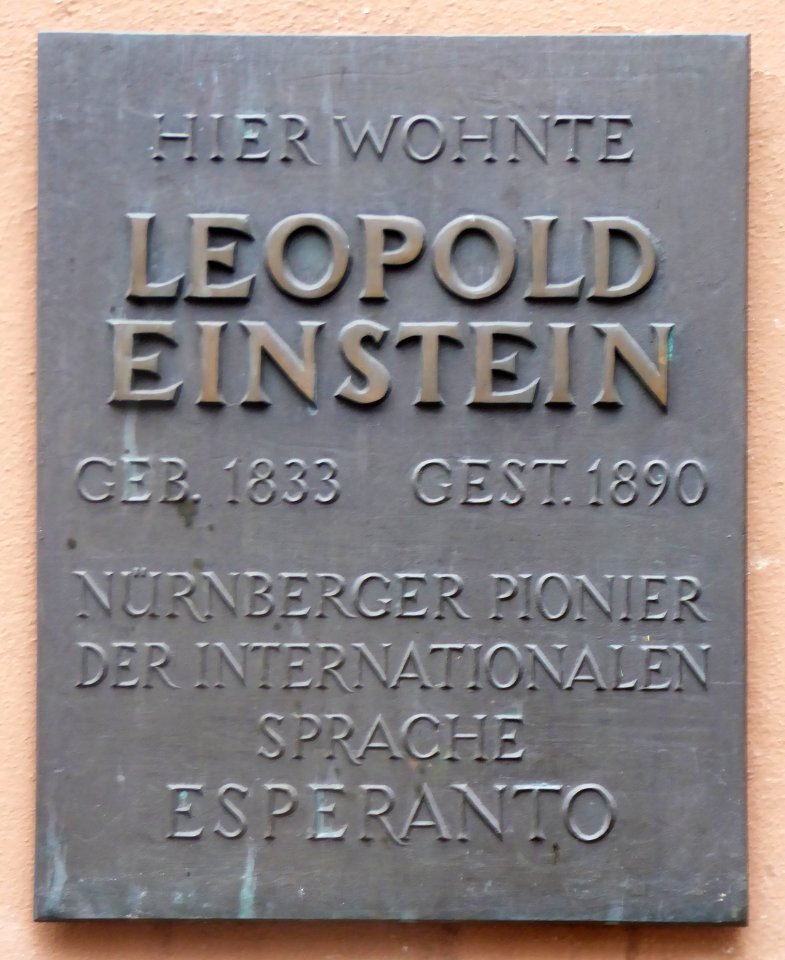 HIER WOHNTE
LEOPOLD
EINSTEIN
GEB. 1833 GEST. 1890
NÜRNBERGER PIONIER
DER INTERNATIONALEN
SPRACHE
ESPERANTO